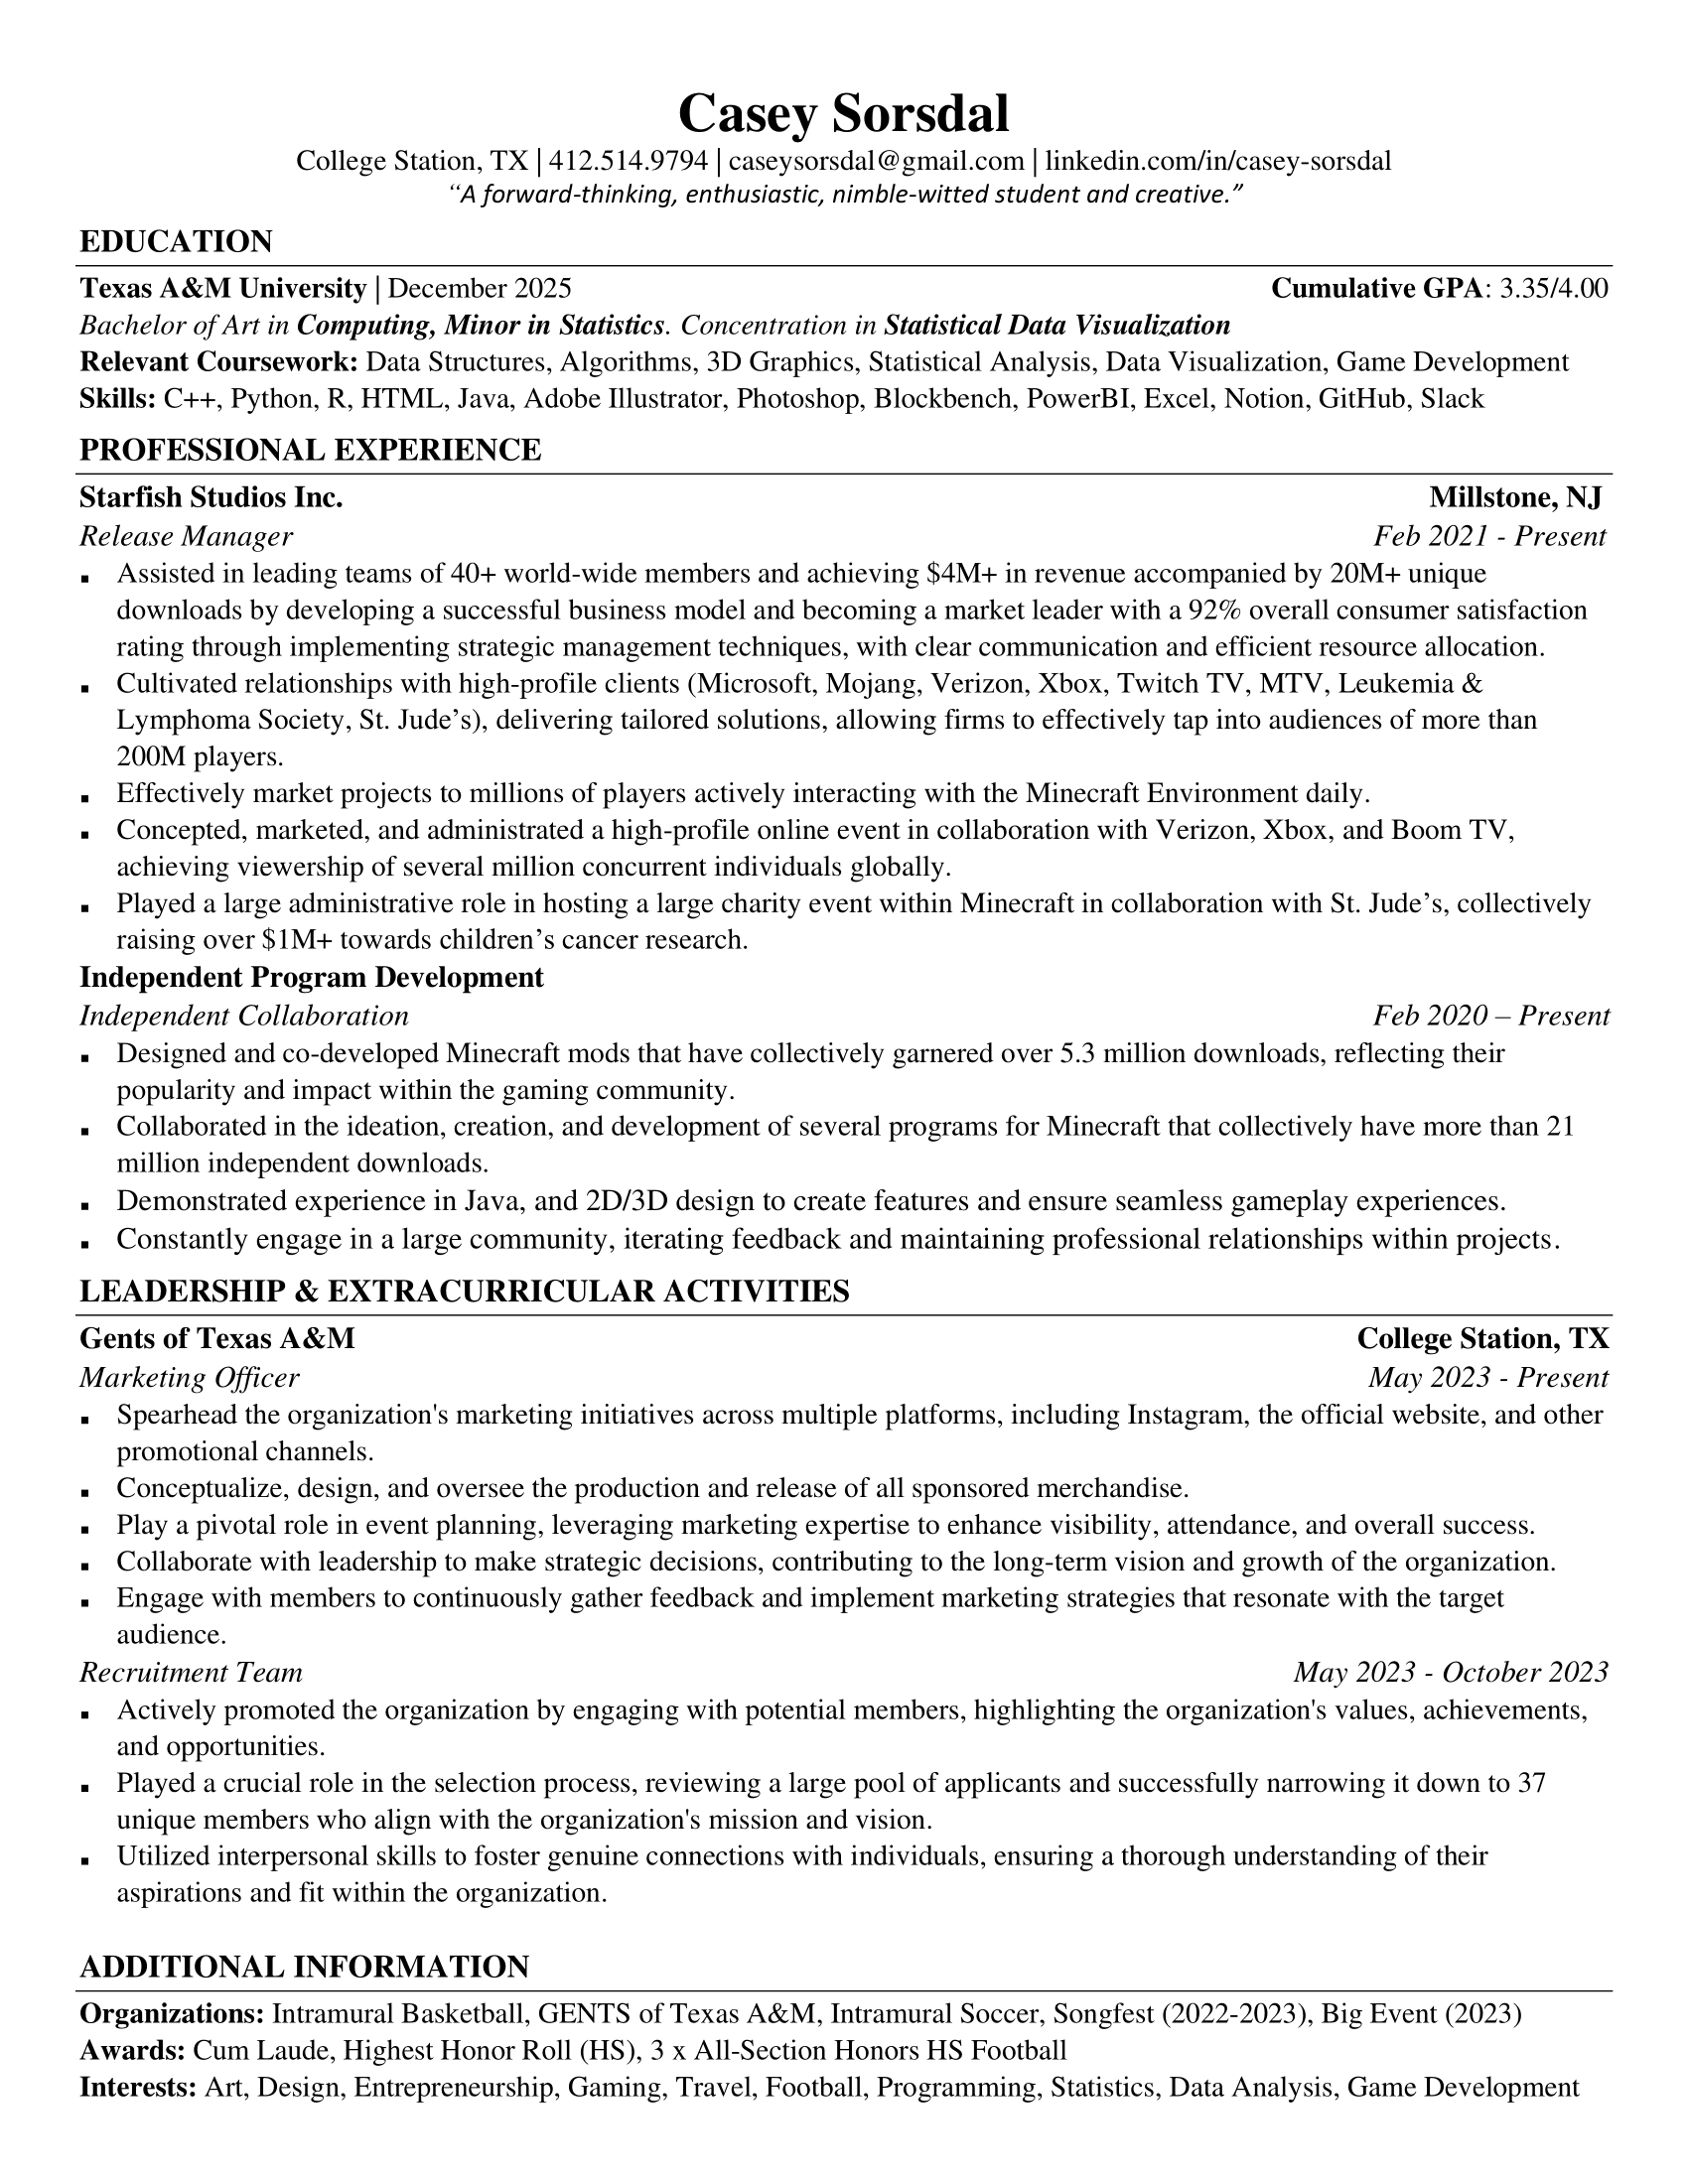 Casey Sorsdal
College Station, TX | 412.514.9794 | caseysorsdal@gmail.com | linkedin.com/in/casey-sorsdal
“A forward-thinking, enthusiastic, nimble-witted student and creative.”
EDUCATION
Texas A&M University | December 2025 Cumulative GPA: 3.35/4.00
Bachelor of Art in Computing, Minor in Statistics. Concentration in Statistical Data Visualization
Relevant Coursework: Data Structures, Algorithms, 3D Graphics, Statistical Analysis, Data Visualization, Game Development
Skills: C++, Python, R, HTML, Java, Adobe Illustrator, Photoshop, Blockbench, PowerBI, Excel, Notion, GitHub, Slack
PROFESSIONAL EXPERIENCE
Starfish Studios Inc. Millstone, NJ
Release Manager Feb 2021 - Present
▪ Assisted in leading teams of 40+ world-wide members and achieving $4M+ in revenue accompanied by 20M+ unique
downloads by developing a successful business model and becoming a market leader with a 92% overall consumer satisfaction
rating through implementing strategic management techniques, with clear communication and efficient resource allocation.
▪ Cultivated relationships with high-profile clients (Microsoft, Mojang, Verizon, Xbox, Twitch TV, MTV, Leukemia &
Lymphoma Society, St. Jude’s), delivering tailored solutions, allowing firms to effectively tap into audiences of more than
200M players.
▪ Effectively market projects to millions of players actively interacting with the Minecraft Environment daily.
▪ Concepted, marketed, and administrated a high-profile online event in collaboration with Verizon, Xbox, and Boom TV,
achieving viewership of several million concurrent individuals globally.
▪ Played a large administrative role in hosting a large charity event within Minecraft in collaboration with St. Jude’s, collectively
raising over $1M+ towards children’s cancer research.
Independent Program Development
Independent Collaboration Feb 2020 – Present
▪ Designed and co-developed Minecraft mods that have collectively garnered over 5.3 million downloads, reflecting their
popularity and impact within the gaming community.
▪ Collaborated in the ideation, creation, and development of several programs for Minecraft that collectively have more than 21
million independent downloads.
▪ Demonstrated experience in Java, and 2D/3D design to create features and ensure seamless gameplay experiences.
▪ Constantly engage in a large community, iterating feedback and maintaining professional relationships within projects.
LEADERSHIP & EXTRACURRICULAR ACTIVITIES
Gents of Texas A&M College Station, TX
Marketing Officer May 2023 - Present
▪ Spearhead the organization's marketing initiatives across multiple platforms, including Instagram, the official website, and other
promotional channels.
▪ Conceptualize, design, and oversee the production and release of all sponsored merchandise.
▪ Play a pivotal role in event planning, leveraging marketing expertise to enhance visibility, attendance, and overall success.
▪ Collaborate with leadership to make strategic decisions, contributing to the long-term vision and growth of the organization.
▪ Engage with members to continuously gather feedback and implement marketing strategies that resonate with the target
audience.
Recruitment Team May 2023 - October 2023
▪ Actively promoted the organization by engaging with potential members, highlighting the organization's values, achievements,
and opportunities.
▪ Played a crucial role in the selection process, reviewing a large pool of applicants and successfully narrowing it down to 37
unique members who align with the organization's mission and vision.
▪ Utilized interpersonal skills to foster genuine connections with individuals, ensuring a thorough understanding of their
aspirations and fit within the organization.
ADDITIONAL INFORMATION
Organizations: Intramural Basketball, GENTS of Texas A&M, Intramural Soccer, Songfest (2022-2023), Big Event (2023)
Awards: Cum Laude, Highest Honor Roll (HS), 3 x All-Section Honors HS Football
Interests: Art, Design, Entrepreneurship, Gaming, Travel, Football, Programming, Statistics, Data Analysis, Game Development